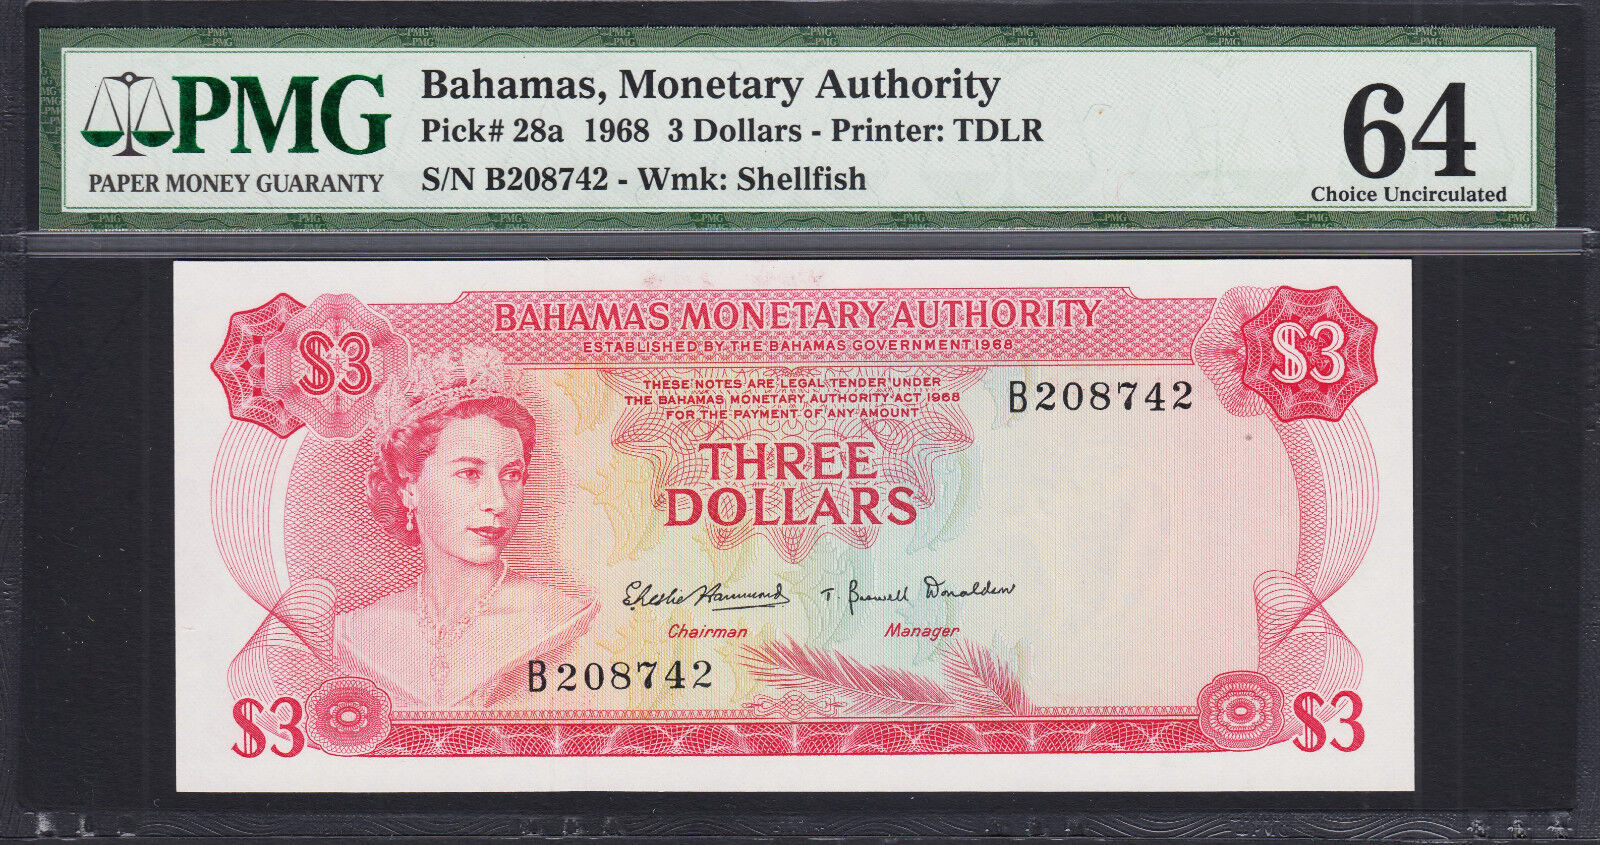 PMG
PAPER MONEY GUARANTY
Bahamas, Monetary Authority
Pick# 28a 1968 3 Dollars - Printer: TDLR
S/N B208742 - Wmk: Shellfish
64
Choice Uncirculated
BAHAMAS MONETARY AUTHORITY
ESTABLISHED BY THE BAHAMAS GOVERNMENT 1968
$3
$3
THESE NOTES ARE LEGAL TENDER UNDER
THE BAHAMAS MONETARY AUTHORITY ACT 1968
FOR THE PAYMENT OF ANY AMOUNT
B208742
THREE
DOLLARS
T. Baswell Donaldson
Chairman
Manager
B208742
$3
$3